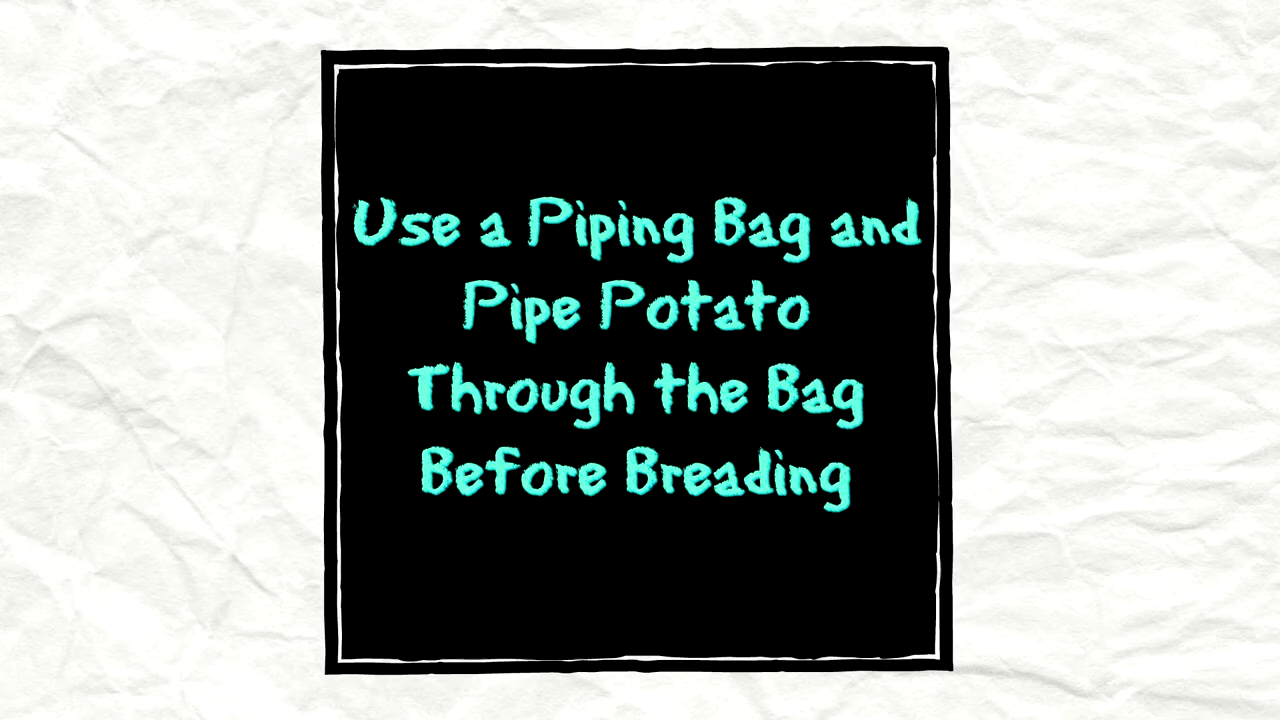 Use a Piping Bag and
Pipe Potato
Through the Bag
Before Breading